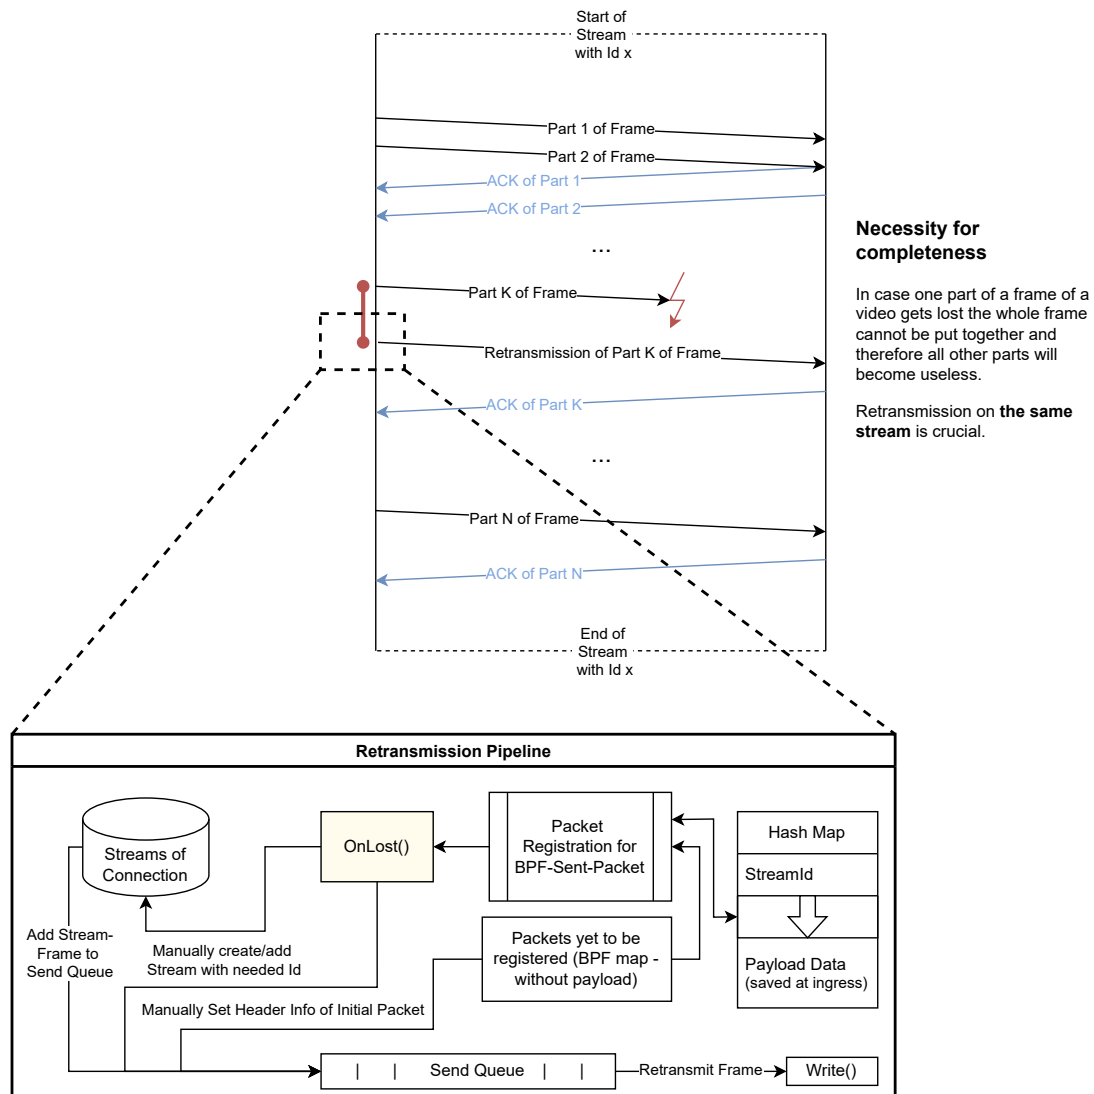 Start of
Stream
with Id x
Part 1 of Frame
Part 2 of Frame
ACK of Part 1
ACK of Part 2
...
Part K of Frame
Retransmission of Part K of Frame
ACK of Part K
...
Part N of Frame
ACK of Part N
End of
Stream
with Id x
Necessity for
completeness
In case one part of a frame of a
video gets lost the whole frame
cannot be put together and
therefore all other parts will
become useless.
Retransmission on the same
stream is crucial.
Retransmission Pipeline
Streams of
Connection
OnLost()
Packet
Registration for
BPF-Sent-Packet
Hash Map
StreamId
Payload Data
(saved at ingress)
Add Stream-
Frame to
Send Queue
Manually create/add
Stream with needed Id
Packets yet to be
registered (BPF map -
without payload)
Manually Set Header Info of Initial Packet
| | Send Queue | |
Retransmit Frame
Write()